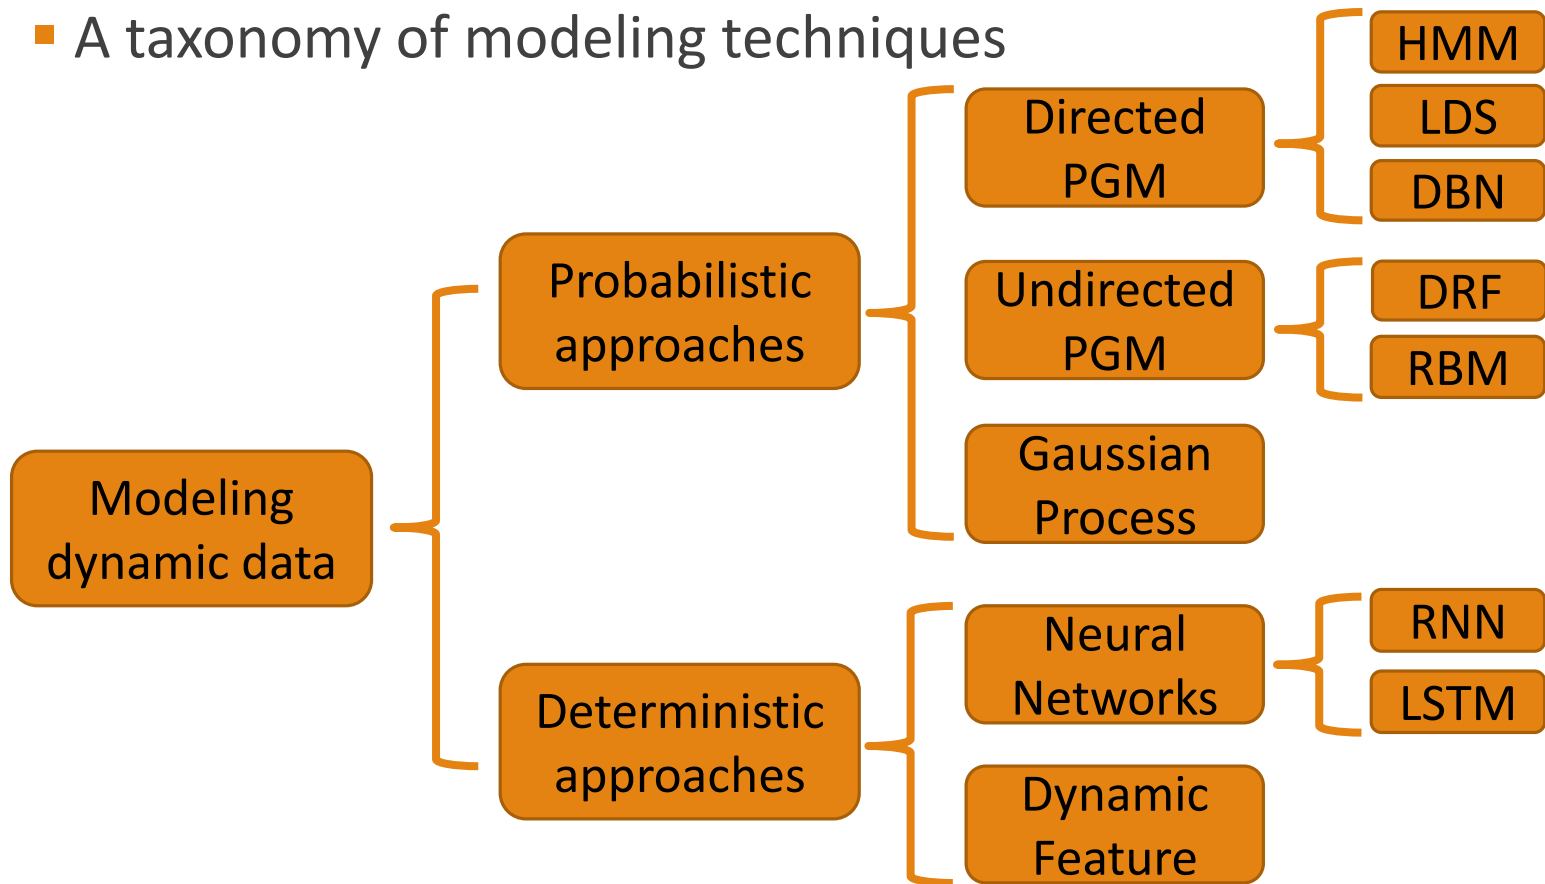 A taxonomy of modeling techniques
HMM
LDS
DBN
Directed
PGM
Probabilistic
approaches
Undirected
PGM
DRF
RBM
Gaussian
Process
Modeling
dynamic data
Neural
Networks
RNN
LSTM
Deterministic
approaches
Dynamic
Feature